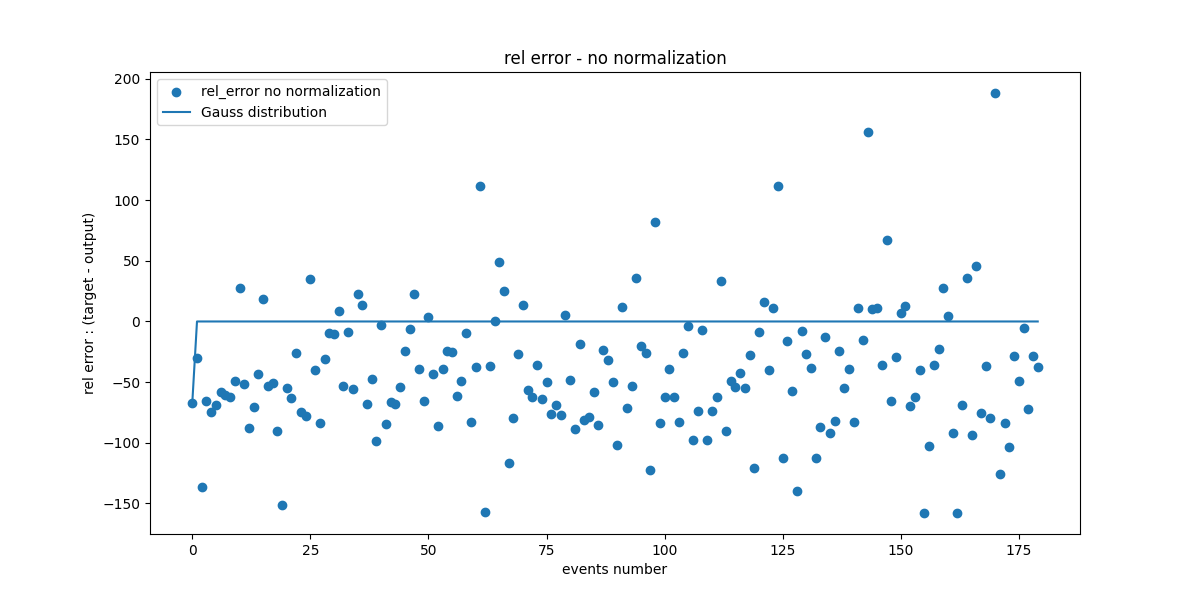 rel error - no normalization
rel_error no normalization
Gauss distribution
rel error : (target - output)
200
150
100
50
0
−50
−100
−150
0 25 50 75 100 125 150 175
events number